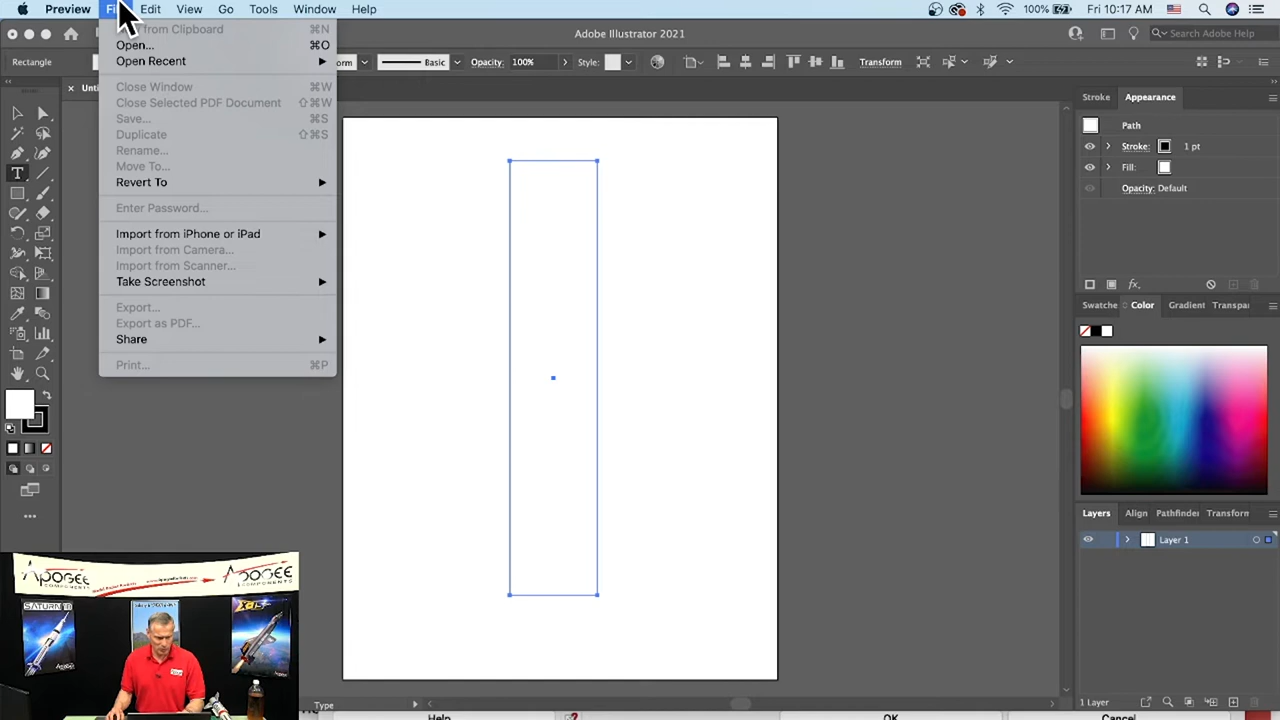 Preview File Edit View Go Tools Window Help 100% Fri 10:17 AM
Adobe Illustrator 2021 Search Adobe Help
Rectangle Basic Opacity: 100% Style: Transform
from Clipboard ⌘N
Open... ⌘O
Open Recent
Close Window ⌘W
Close Selected PDF Document ⇧⌘W
Save... ⌘S
Duplicate ⇧⌘S
Rename...
Move To...
Revert To
Enter Password...
Import from iPhone or iPad
Import from Camera...
Import from Scanner...
Take Screenshot
Export...
Export as PDF...
Share
Print... ⌘P
Stroke Appearance
Path
Stroke: 1 pt
Fill:
Opacity: Default
Swatche Color Gradient Transpa
Layers Align Pathfinder Transform
Layer 1
1 Layer
Type
Help OK Cancel
APOGEE
COMPONENTS
APOGEE
COMPONENTS
SATURN 1B